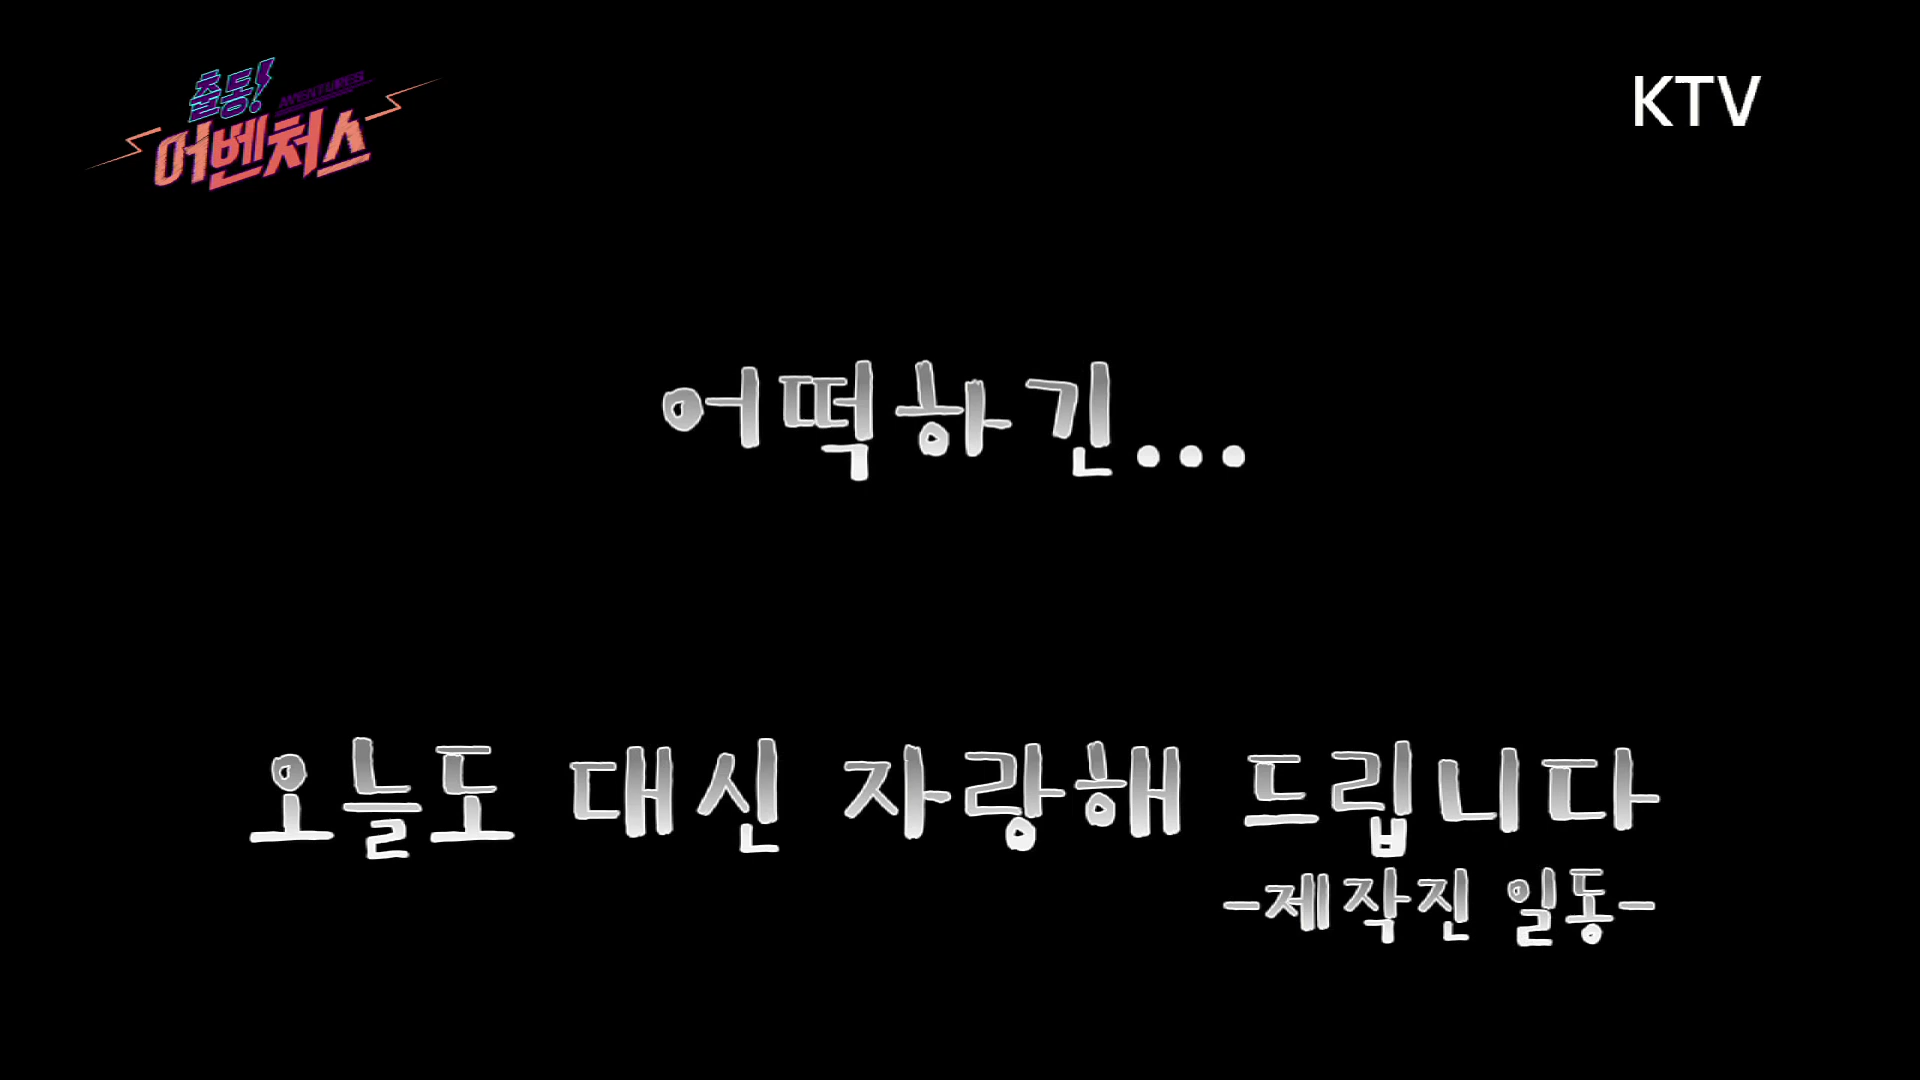 출동!
AVENTURES
어벤처스
KTV
어떡하긴...
오늘도 대신 자랑해 드립니다
-제작진 일동-